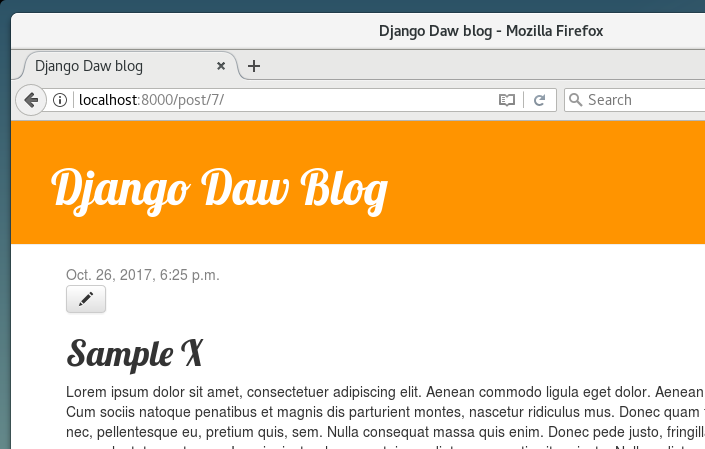 Django Daw blog - Mozilla Firefox
Django Daw blog
localhost:8000/post/7/
Search
Django Daw Blog
Oct. 26, 2017, 6:25 p.m.
Sample X
Lorem ipsum dolor sit amet, consectetuer adipiscing elit. Aenean commodo ligula eget dolor. Aenean
Cum sociis natoque penatibus et magnis dis parturient montes, nascetur ridiculus mus. Donec quam
nec, pellentesque eu, pretium quis, sem. Nulla consequat massa quis enim. Donec pede justo, fringill